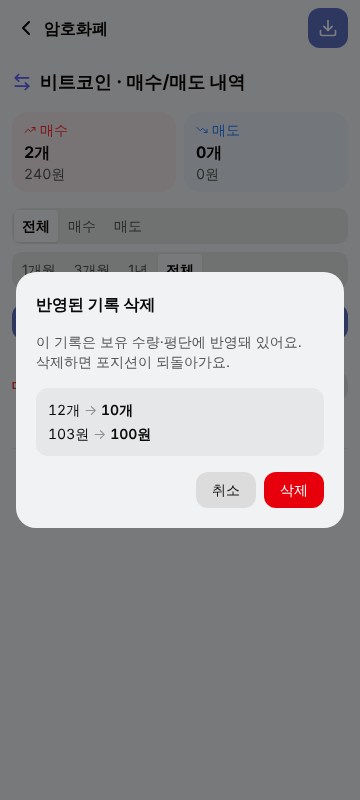 암호화폐
비트코인 · 매수/매도 내역
매수
2개
240원
매도
0개
0원
전체 매수 매도
1개월 3개월 1년 전체
반영된 기록 삭제
이 기록은 보유 수량·평단에 반영돼 있어요.
삭제하면 포지션이 되돌아가요.
12개 → 10개
103원 → 100원
취소 삭제